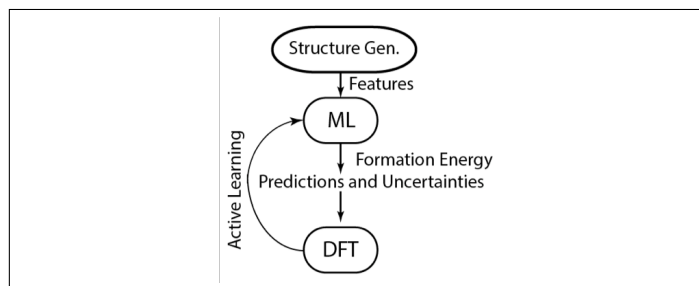 Structure Gen.
Features
ML
Formation Energy
Predictions and Uncertainties
Active Learning
DFT